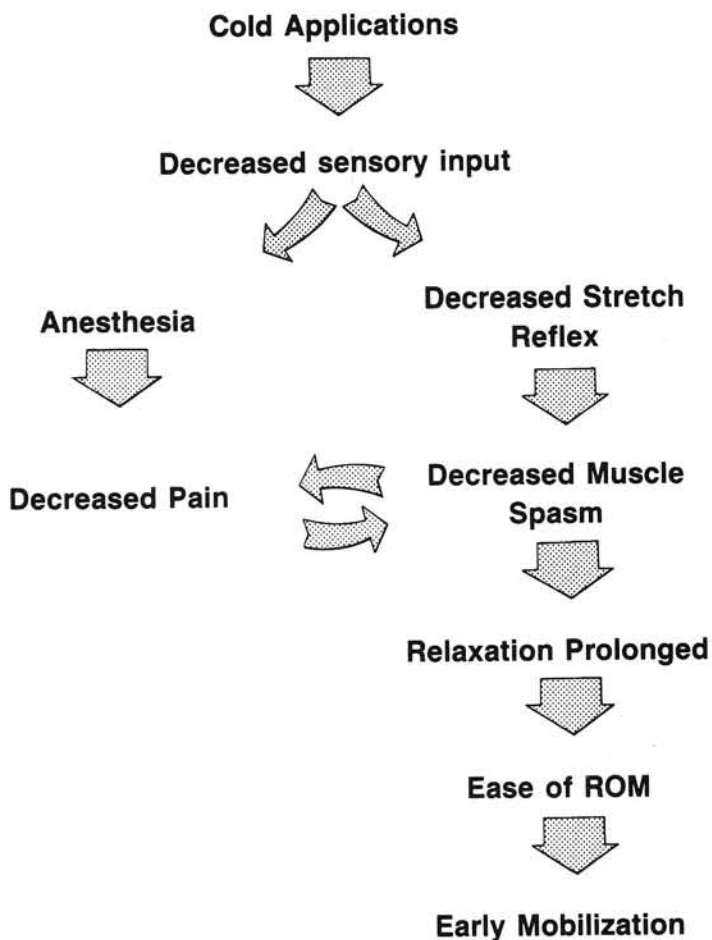 Cold Applications
Decreased sensory input
Anesthesia
Decreased Stretch
Reflex
Decreased Pain
Decreased Muscle
Spasm
Relaxation Prolonged
Ease of ROM
Early Mobilization